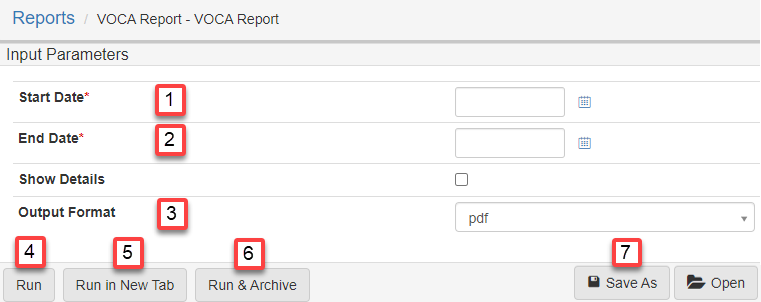 Reports / VOCA Report - VOCA Report
Input Parameters
Start Date* 1
End Date* 2
Show Details
Output Format 3 pdf
4 5 6 7
Run Run in New Tab Run & Archive Save As Open